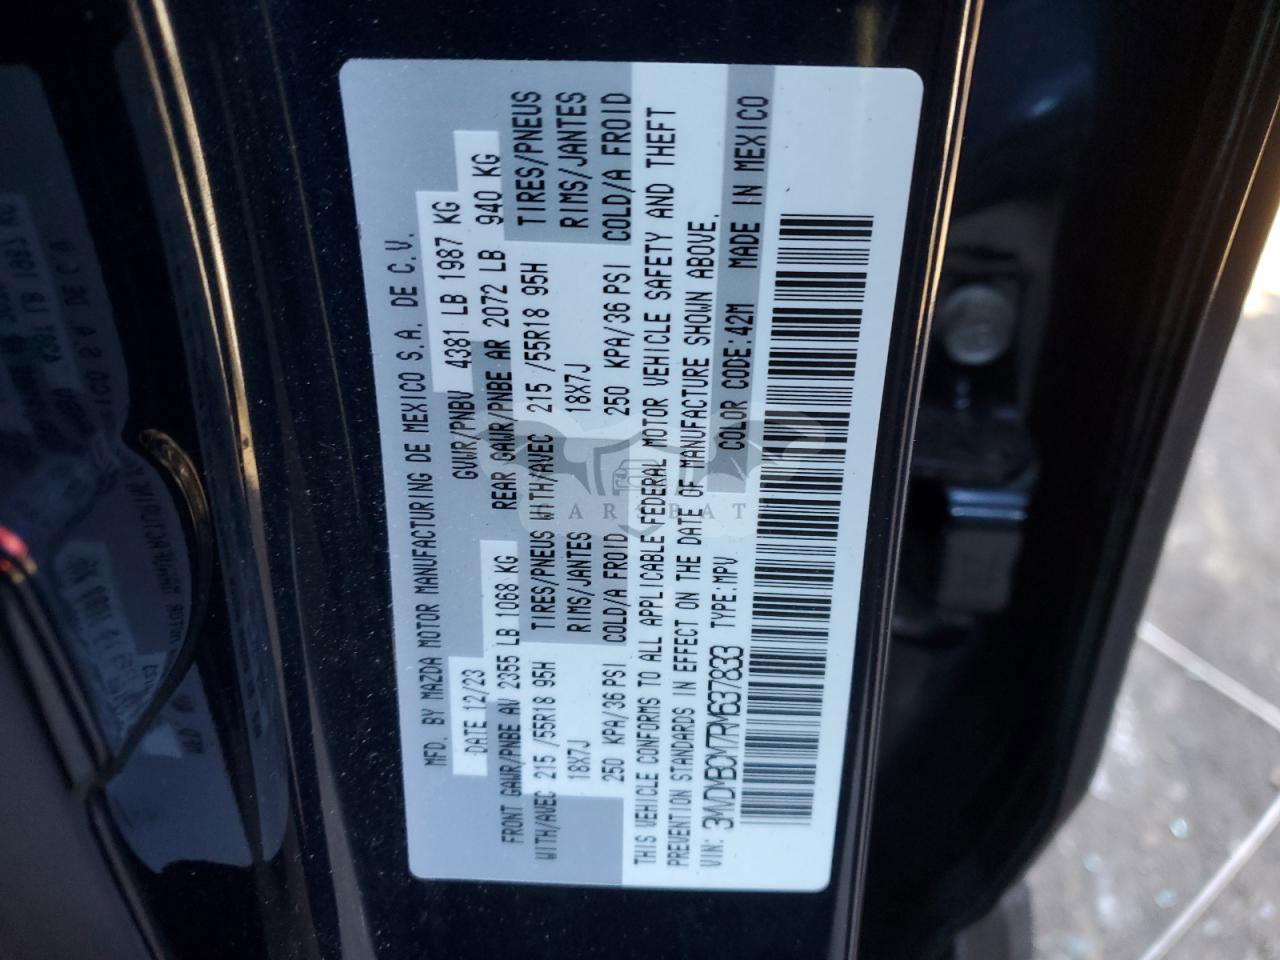 MFD. BY MAZDA MOTOR MANUFACTURING DE MEXICO S.A. DE C.V.
DATE 12/23 GVWR/PNBV 4381 LB 1987 KG
FRONT GAWR/PNBE AV 2355 LB 1068 KG REAR GAWR/PNBE AR 2072 LB 940 KG
WITH/AVEC 215 /55R18 95H TIRES/PNEUS WITH/AVEC 215 /55R18 95H TIRES/PNEUS
18X7J RIMS/JANTES 18X7J RIMS/JANTES
250 KPA/36 PSI COLD/A FROID 250 KPA/36 PSI COLD/A FROID
THIS VEHICLE CONFORMS TO ALL APPLICABLE FEDERAL MOTOR VEHICLE SAFETY AND THEFT
PREVENTION STANDARDS IN EFFECT ON THE DATE OF MANUFACTURE SHOWN ABOVE.
VIN: 3MVDMBCM7RM637833 TYPE:MPV COLOR CODE:42M MADE IN MEXICO
CARSBAT